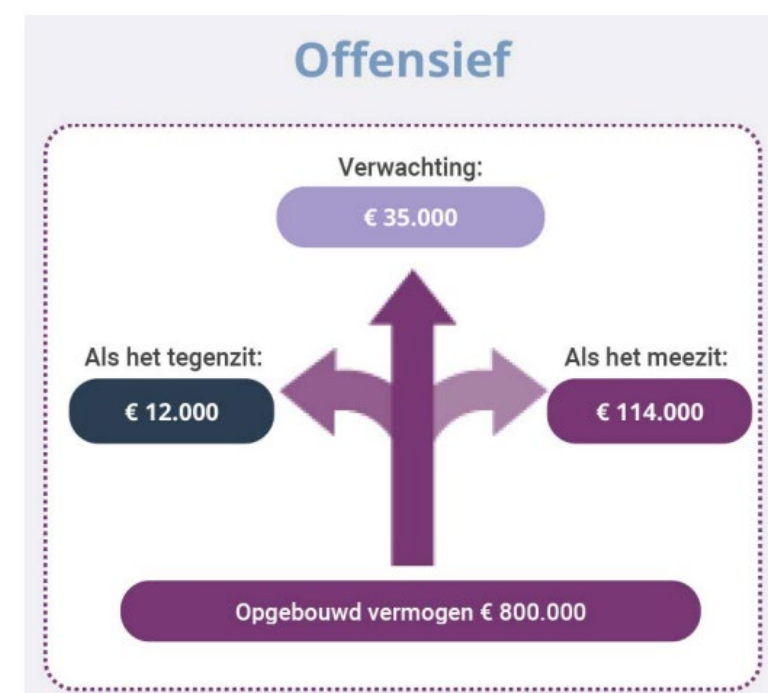 Offensief
Verwachting:
€ 35.000
Als het tegenzit:
€ 12.000
Als het meezit:
€ 114.000
Opgebouwd vermogen € 800.000